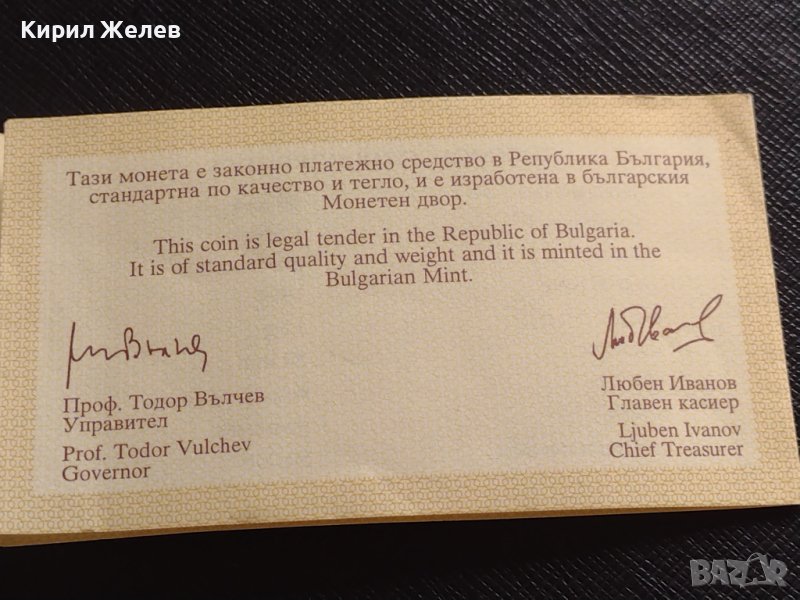 Кирил Желев
Тази монета е законно платежно средство в Република България,
стандартна по качество и тегло, и е изработена в българския
Монетен двор.
This coin is legal tender in the Republic of Bulgaria.
It is of standard quality and weight and it is minted in the
Bulgarian Mint.
Проф. Тодор Вълчев
Управител
Prof. Todor Vulchev
Governor
Любен Иванов
Главен касиер
Ljuben Ivanov
Chief Treasurer
BAZAR